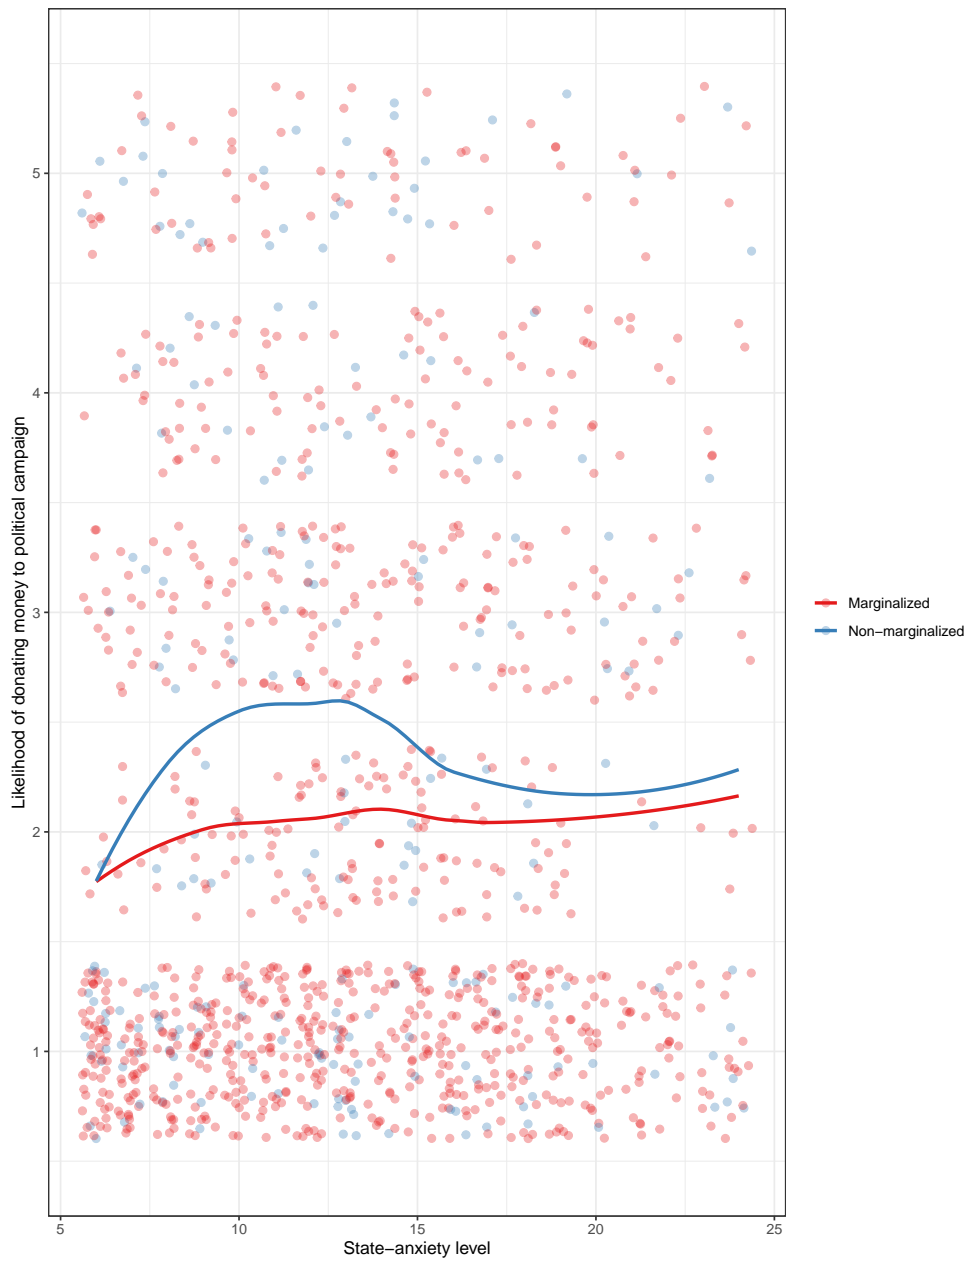 Likelihood of donating money to political campaign
5
4
3
2
1
5
10
15
20
25
State−anxiety level
Marginalized
Non−marginalized